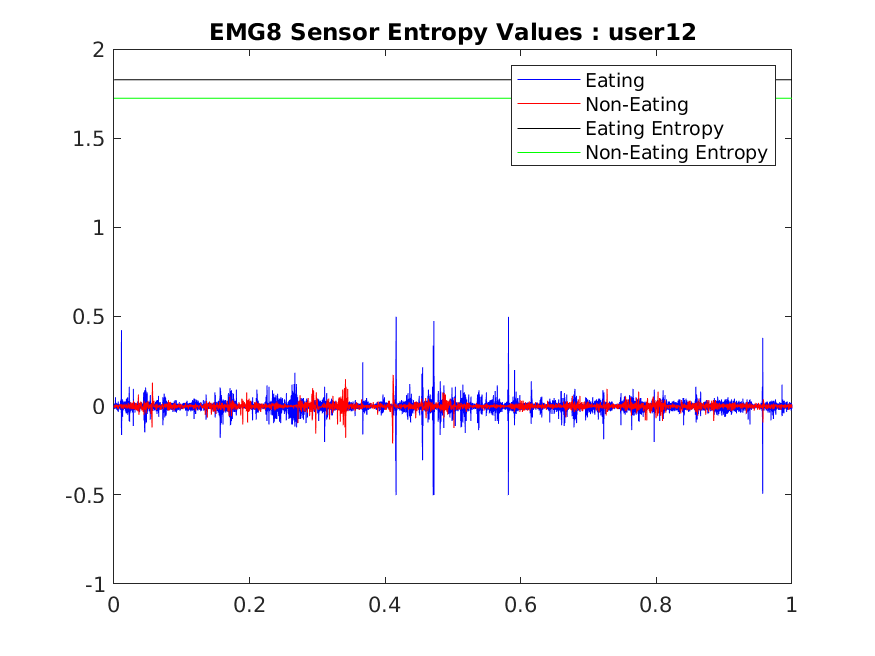 EMG8 Sensor Entropy Values : user12
2
Eating
Non-Eating
Eating Entropy
Non-Eating Entropy
1.5
1
0.5
0
-0.5
-1
0 0.2 0.4 0.6 0.8 1